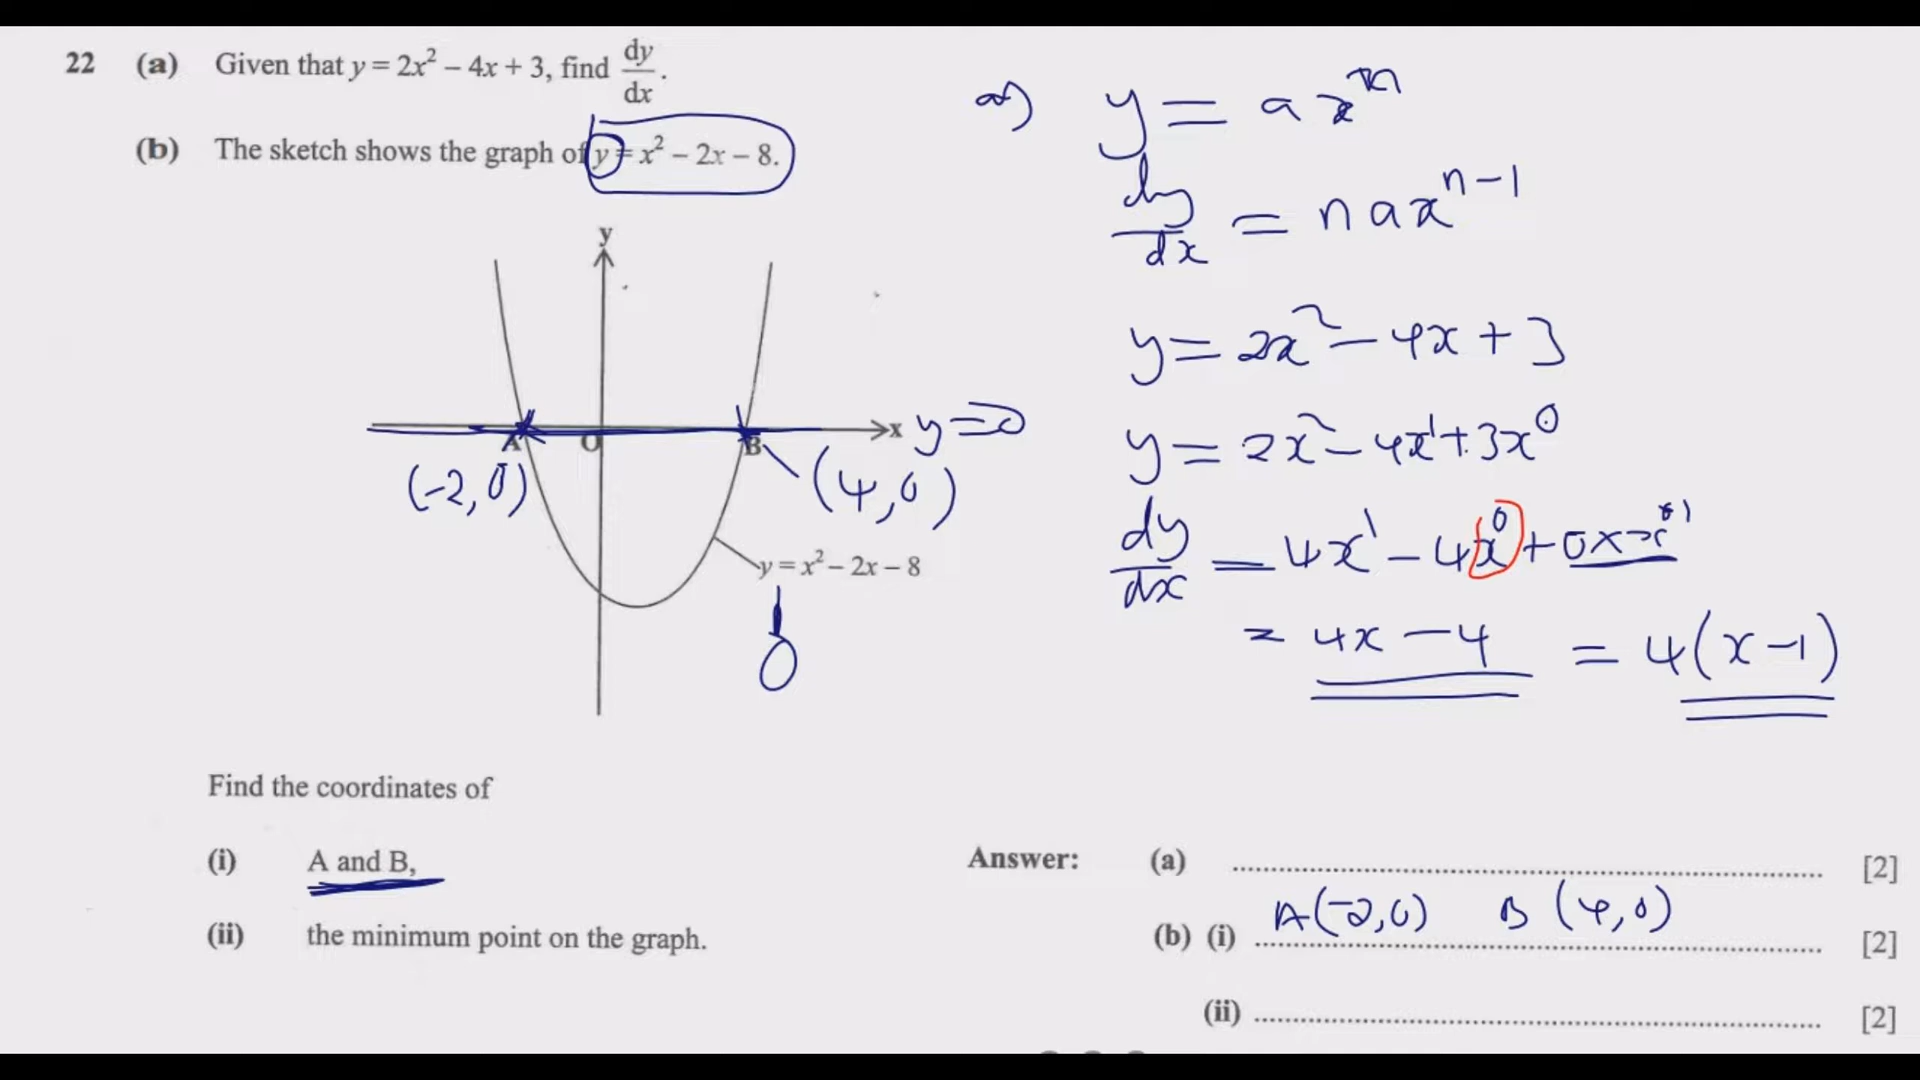 22 (a) Given that y = 2x² − 4x + 3, find dy/dx.
(b) The sketch shows the graph of y = x² − 2x − 8.
y
x
A
O
B
y = 0
(-2, 0)
(4, 0)
y = x² − 2x − 8
0
Find the coordinates of
(i) A and B,
(ii) the minimum point on the graph.
a) y = axⁿ
dy/dx = naxⁿ⁻¹
y = 2x² − 4x + 3
y = 2x² − 4x¹ + 3x⁰
dy/dx = 4x¹ − 4x⁰ + 0×x⁰⁻¹
= 4x − 4 = 4(x − 1)
Answer: (a) .......... [2]
(b) (i) A(-2, 0) B (4, 0) [2]
(ii) .......... [2]